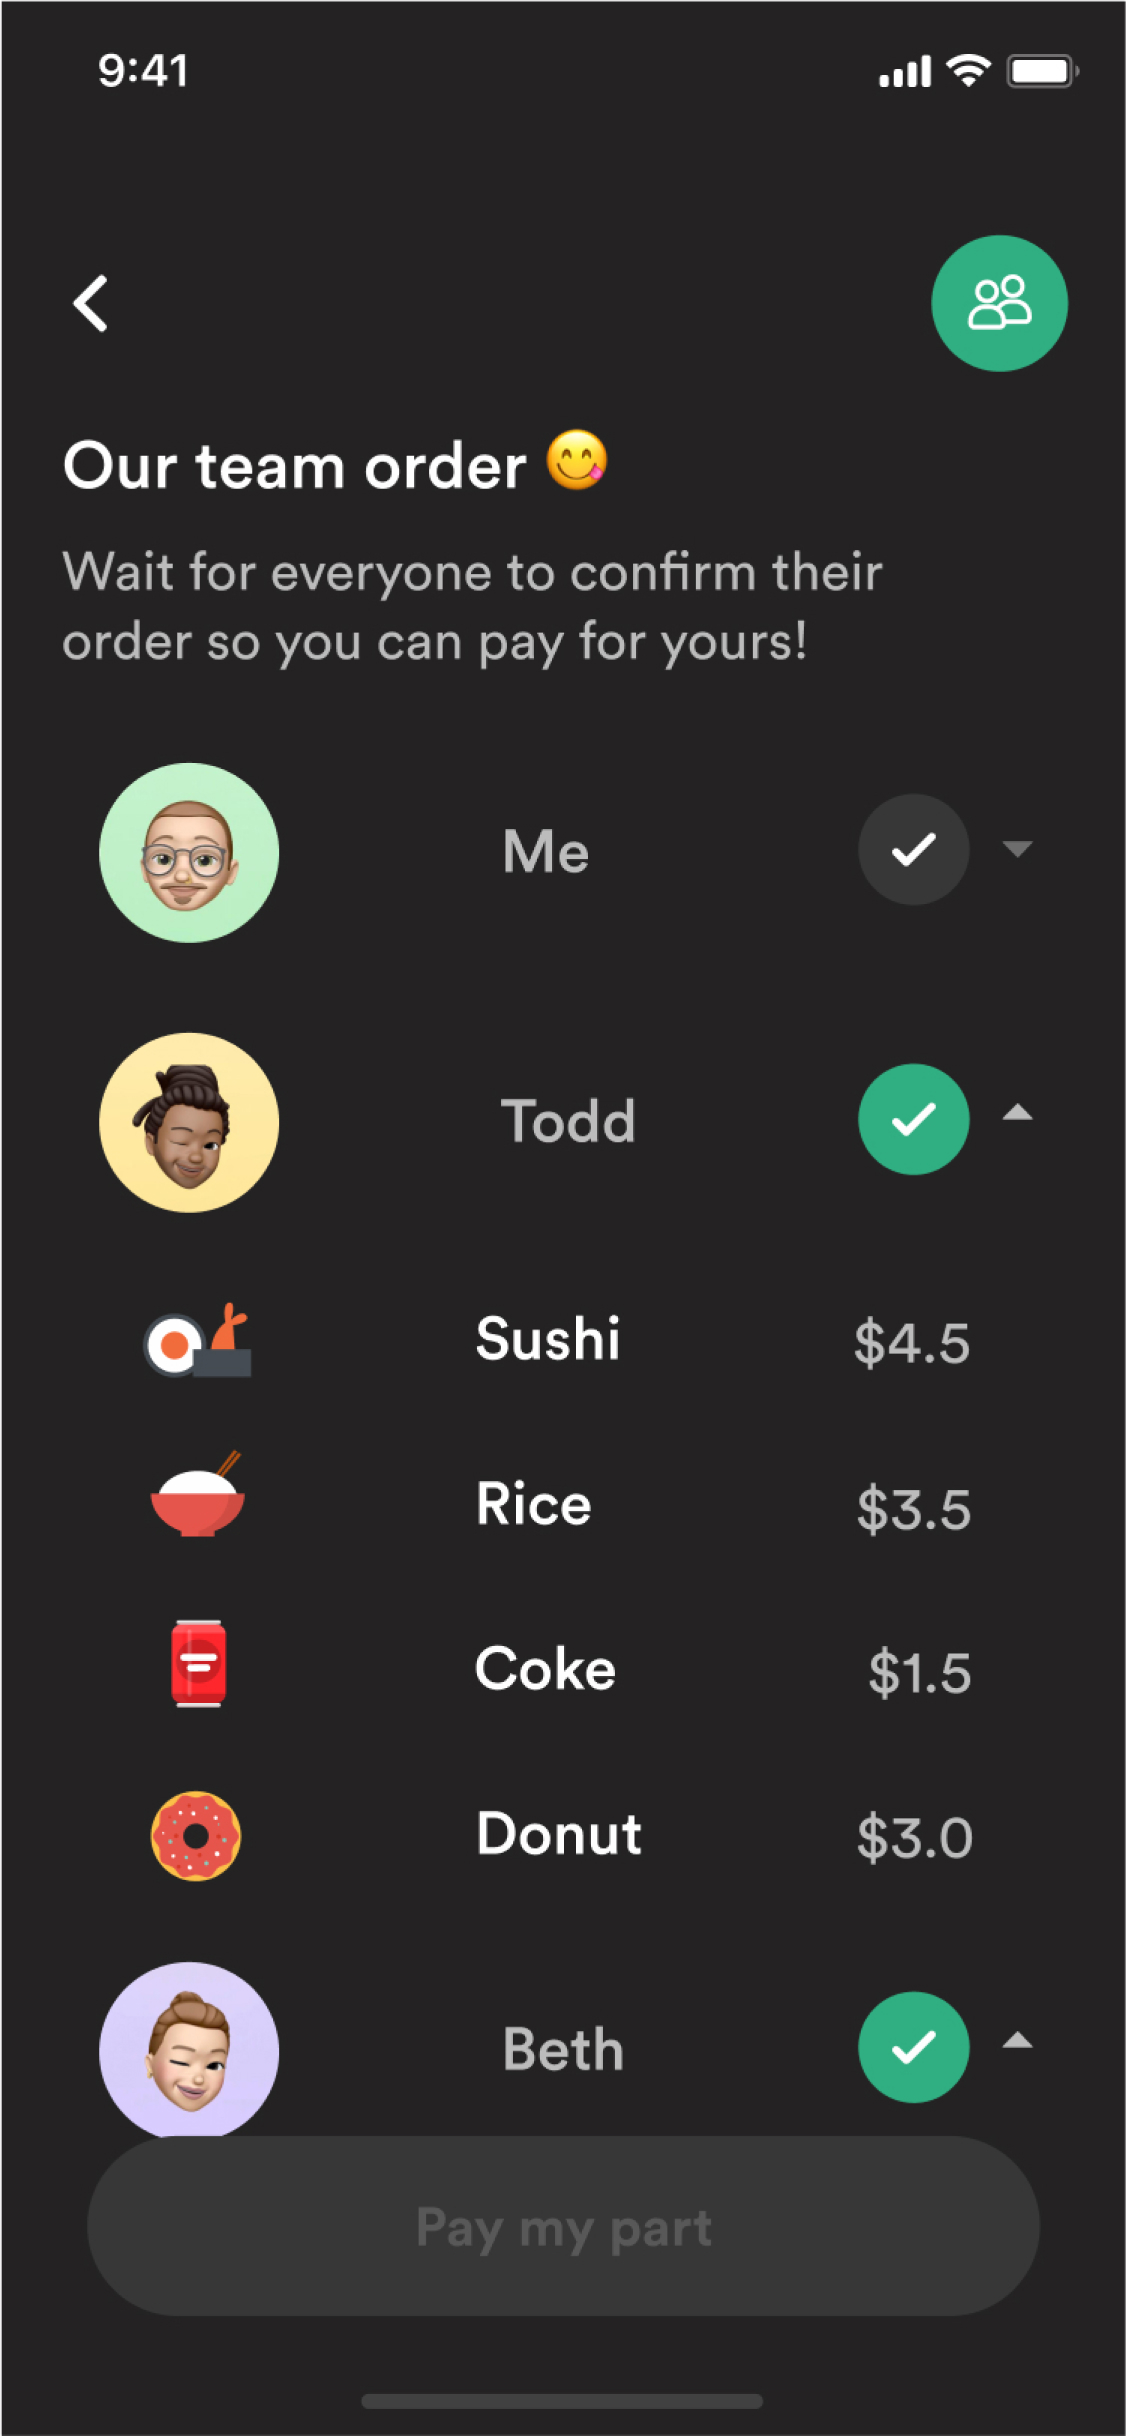 9:41
Our team order 😋
Wait for everyone to confirm their
order so you can pay for yours!
Me
Todd
Sushi $4.5
Rice $3.5
Coke $1.5
Donut $3.0
Beth
Pay my part